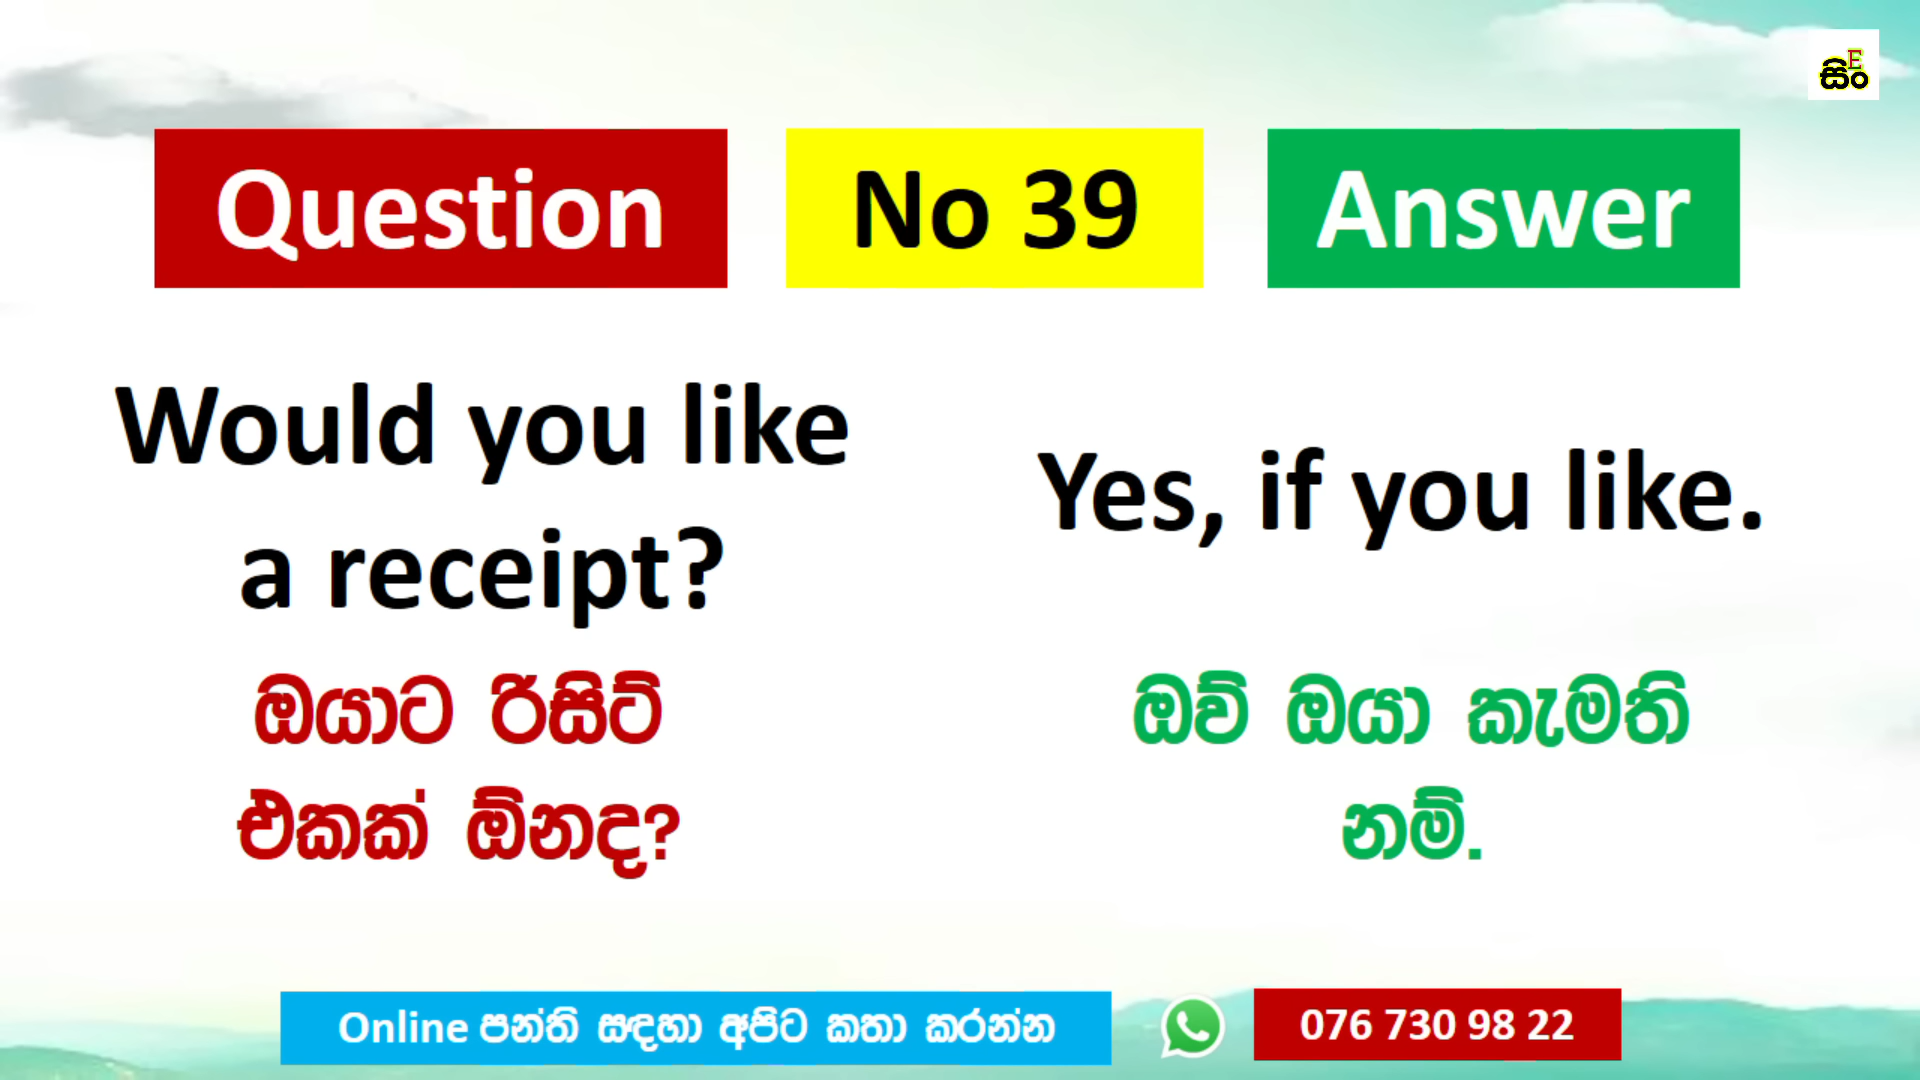 සිංE
Question
No 39
Answer
Would you like
a receipt?
Yes, if you like.
ඔයාට රිසිට්
එකක් ඕනද?
ඔව් ඔයා කැමති
නම්.
Online පන්ති සඳහා අපිට කතා කරන්න
076 730 98 22